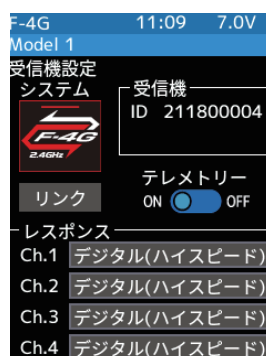 F-4G 11:09 7.0V
Model 1
受信機設定
システム
受信機
ID 211800004
F-4G
2.4GHz
テレメトリー
リンク
ON OFF
レスポンス
Ch.1 デジタル(ハイスピード)
Ch.2 デジタル(ハイスピード)
Ch.3 デジタル(ハイスピード)
Ch.4 デジタル(ハイスピード)